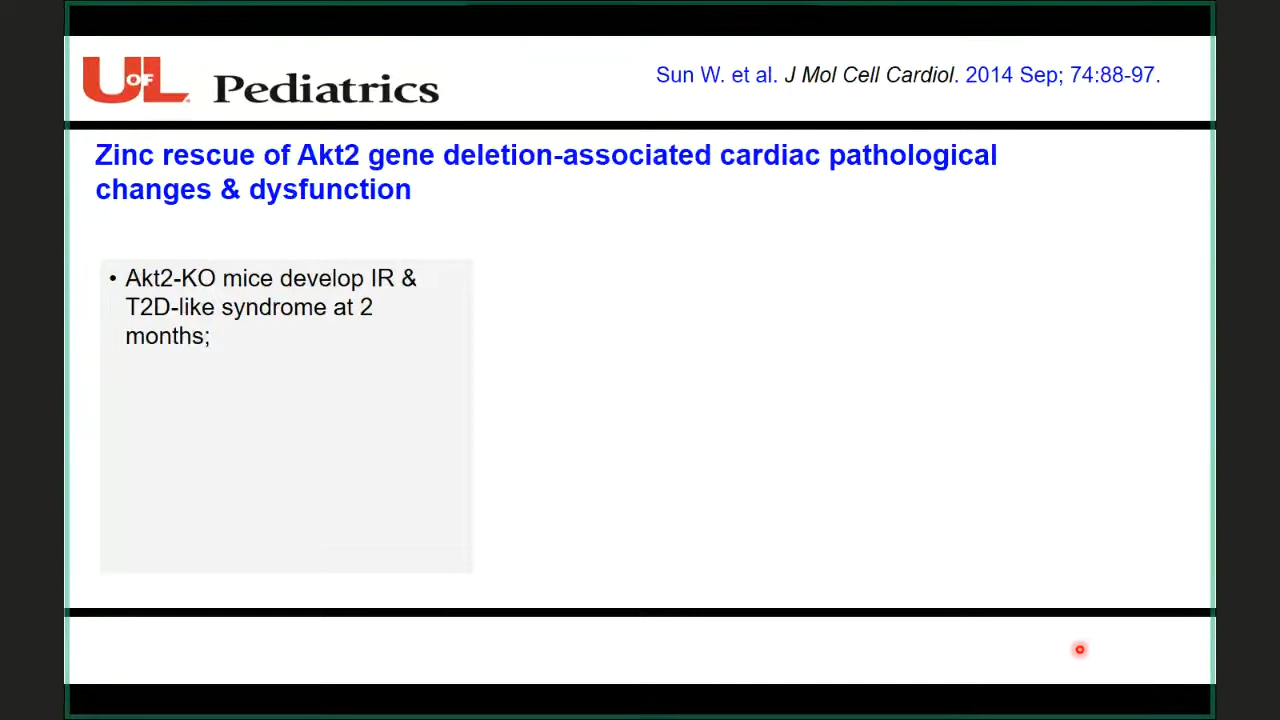 UofL Pediatrics
Sun W. et al. J Mol Cell Cardiol. 2014 Sep; 74:88-97.
Zinc rescue of Akt2 gene deletion-associated cardiac pathological
changes & dysfunction
• Akt2-KO mice develop IR &
T2D-like syndrome at 2
months;